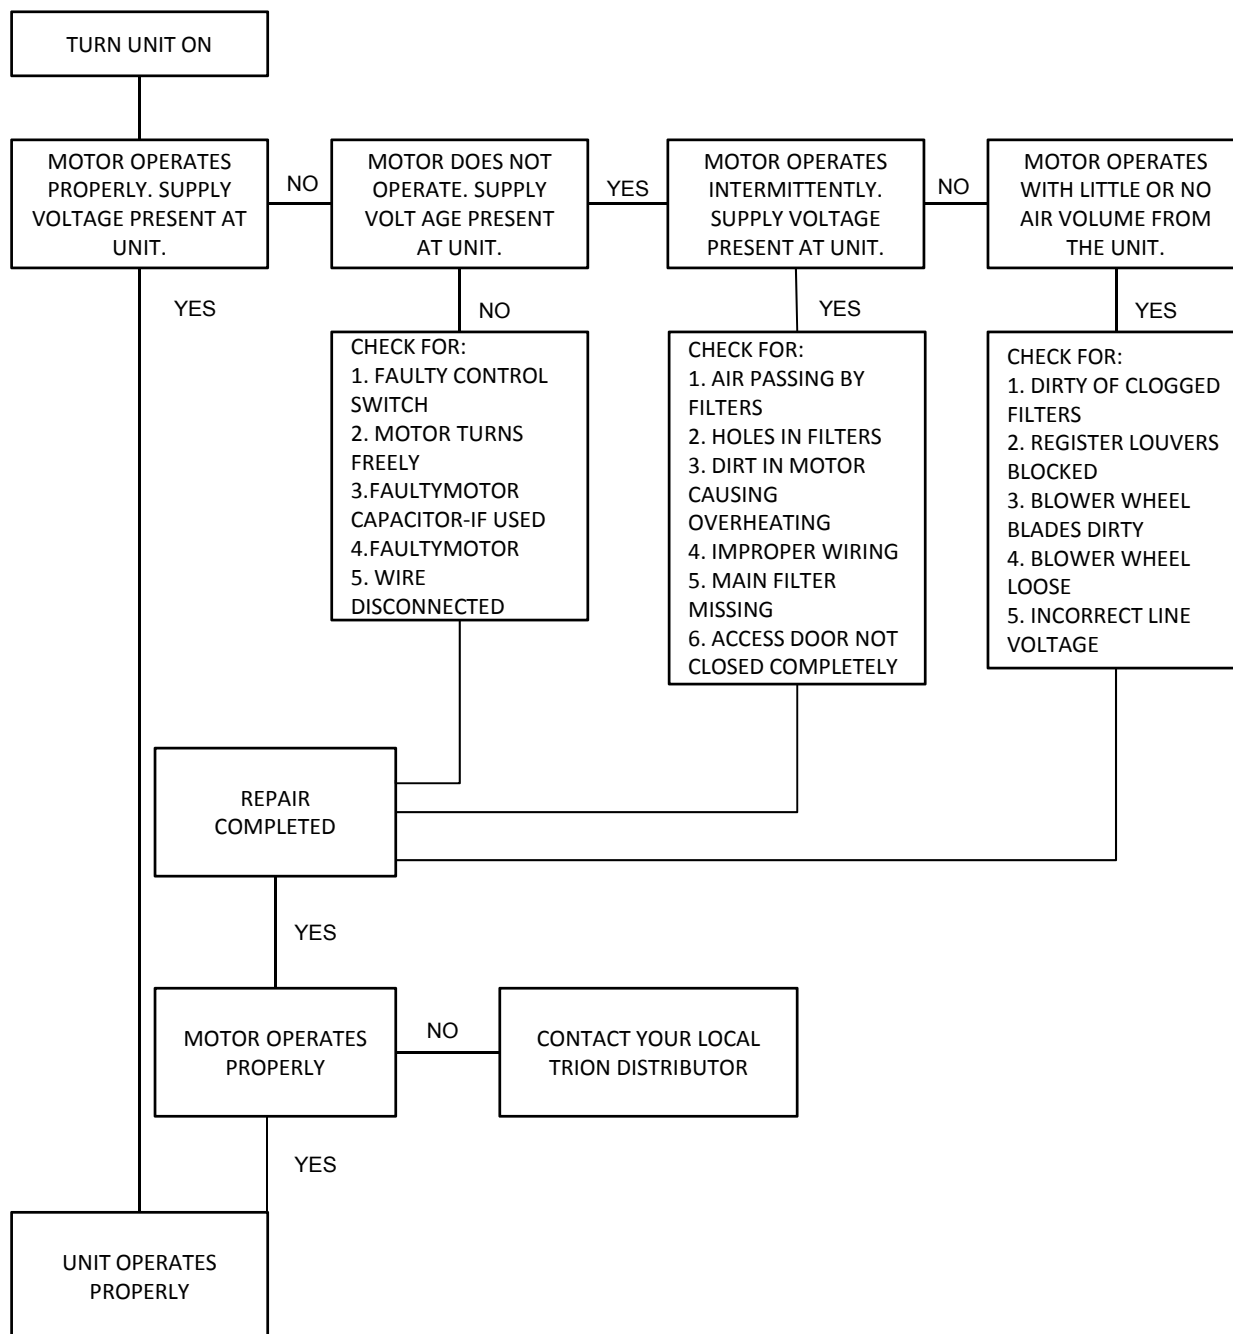 TURN UNIT ON
MOTOR OPERATES
PROPERLY. SUPPLY
VOLTAGE PRESENT AT
UNIT.
NO
MOTOR DOES NOT
OPERATE. SUPPLY
VOLT AGE PRESENT
AT UNIT.
YES
MOTOR OPERATES
INTERMITTENTLY.
SUPPLY VOLTAGE
PRESENT AT UNIT.
NO
MOTOR OPERATES
WITH LITTLE OR NO
AIR VOLUME FROM
THE UNIT.
YES
NO
YES
YES
CHECK FOR:
1. FAULTY CONTROL
SWITCH
2. MOTOR TURNS
FREELY
3.FAULTYMOTOR
CAPACITOR-IF USED
4.FAULTYMOTOR
5. WIRE
DISCONNECTED
CHECK FOR:
1. AIR PASSING BY
FILTERS
2. HOLES IN FILTERS
3. DIRT IN MOTOR
CAUSING
OVERHEATING
4. IMPROPER WIRING
5. MAIN FILTER
MISSING
6. ACCESS DOOR NOT
CLOSED COMPLETELY
CHECK FOR:
1. DIRTY OF CLOGGED
FILTERS
2. REGISTER LOUVERS
BLOCKED
3. BLOWER WHEEL
BLADES DIRTY
4. BLOWER WHEEL
LOOSE
5. INCORRECT LINE
VOLTAGE
REPAIR
COMPLETED
YES
MOTOR OPERATES
PROPERLY
NO
CONTACT YOUR LOCAL
TRION DISTRIBUTOR
YES
UNIT OPERATES
PROPERLY